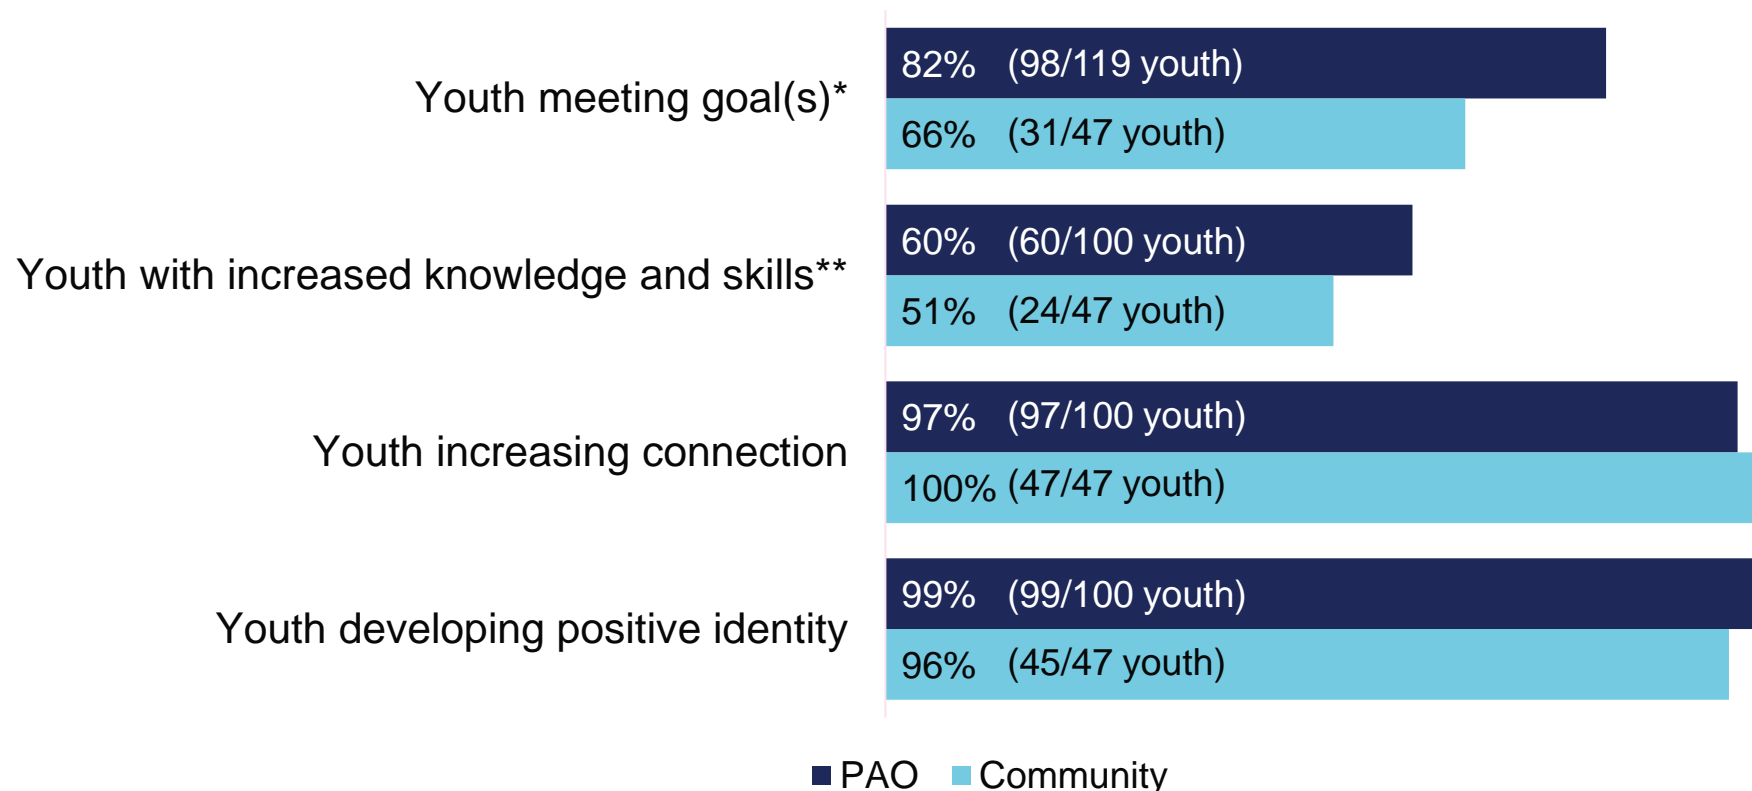 Youth meeting goal(s)*
82% (98/119 youth)
66% (31/47 youth)
Youth with increased knowledge and skills**
60% (60/100 youth)
51% (24/47 youth)
Youth increasing connection
97% (97/100 youth)
100% (47/47 youth)
Youth developing positive identity
99% (99/100 youth)
96% (45/47 youth)
PAO Community